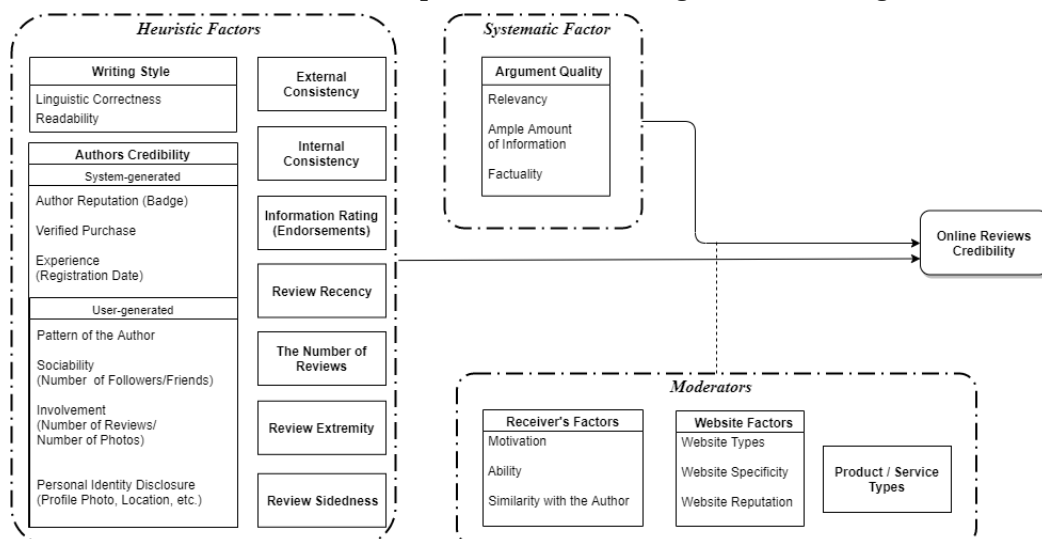 Heuristic Factors
Writing Style
Linguistic Correctness
Readability
Authors Credibility
System-generated
Author Reputation (Badge)
Verified Purchase
Experience
(Registration Date)
User-generated
Pattern of the Author
Sociability
(Number of Followers/Friends)
Involvement
(Number of Reviews/
Number of Photos)
Personal Identity Disclosure
(Profile Photo, Location, etc.)
External
Consistency
Internal
Consistency
Information Rating
(Endorsements)
Review Recency
The Number of
Reviews
Review Extremity
Review Sidedness
Systematic Factor
Argument Quality
Relevancy
Ample Amount
of Information
Factuality
Online Reviews
Credibility
Moderators
Receiver's Factors
Motivation
Ability
Similarity with the Author
Website Factors
Website Types
Website Specificity
Website Reputation
Product / Service
Types